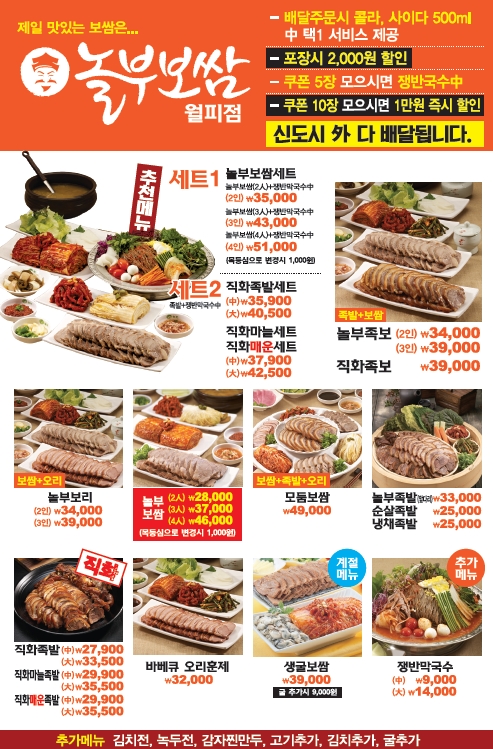 제일 맛있는 보쌈은...
놀부보쌈
월피점
- 배달주문시 콜라, 사이다 500ml
中 택1 서비스 제공
- 포장시 2,000원 할인
- 쿠폰 5장 모으시면 쟁반국수中
- 쿠폰 10장 모으시면 1만원 즉시 할인
신도시 外 다 배달됩니다.
추천메뉴
세트1 놀부보쌈세트
놀부보쌈(2인)+쟁반막국수中
(2인) ₩35,000
놀부보쌈(3인)+쟁반막국수中
(3인) ₩43,000
놀부보쌈(4인)+쟁반막국수中
(4인) ₩51,000
(목등심으로 변경시 1,000원)
세트2 직화족발세트
족발+쟁반막국수中
(中) ₩35,900
(大) ₩40,500
직화마늘세트
직화매운세트
(中) ₩37,900
(大) ₩42,500
족발+보쌈
놀부족보 (2인) ₩34,000
(3인) ₩39,000
직화족보 ₩39,000
보쌈+오리
놀부보리
(2인) ₩34,000
(3인) ₩39,000
놀부보쌈
(2人) ₩28,000
(3人) ₩37,000
(4人) ₩46,000
(목등심으로 변경시 1,000원)
보쌈+족발+오리
모둠보쌈
₩49,000
놀부족발(앞다리) ₩33,000
순살족발 ₩25,000
냉채족발 ₩25,000
직화
직화족발 (中) ₩27,900
(大) ₩33,500
직화마늘족발 (中) ₩29,900
(大) ₩35,500
직화매운족발 (中) ₩29,900
(大) ₩35,500
바베큐 오리훈제
₩32,000
계절메뉴
생굴보쌈
₩39,000
굴 추가시 9,000원
추가메뉴
쟁반막국수
(中) ₩9,000
(大) ₩14,000
추가메뉴 김치전, 녹두전, 감자찐만두, 고기추가, 김치추가, 굴추가